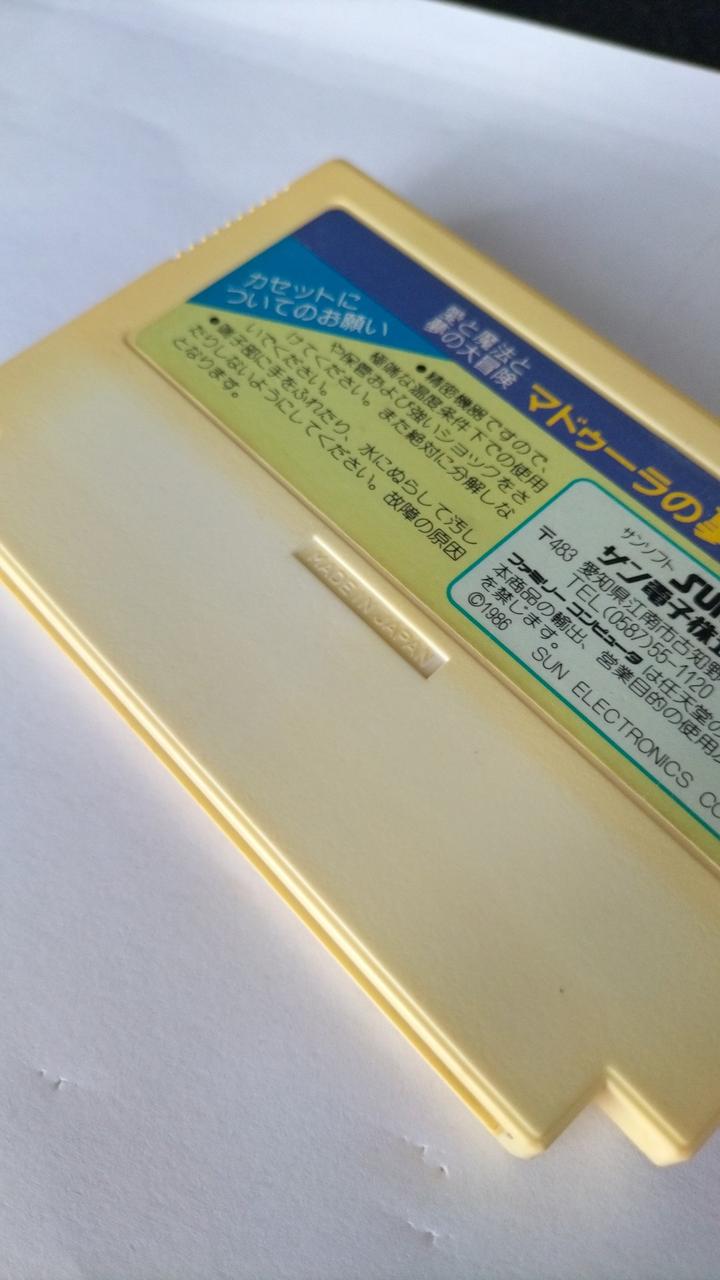 カセットに
ついてのお願い
愛と魔法と
夢の大冒険
マドゥーラの
●精密機器ですので、
極端な温度条件下での使用
や保管および強いショックをさ
けてください。また絶対に分解しな
いでください。
●端子部に手をふれたり、水にぬらして汚し
たりしないようにしてください。故障の原因
となります。
サンソフト SU
サン電子株
〒483 愛知県江南市古知野
TEL(0587)55-1120
ファミリーコンピュータは任天堂の
本商品の輸出、営業目的の使用
を禁じます。
©1986 SUN ELECTRONICS CO
MADE IN JAPAN